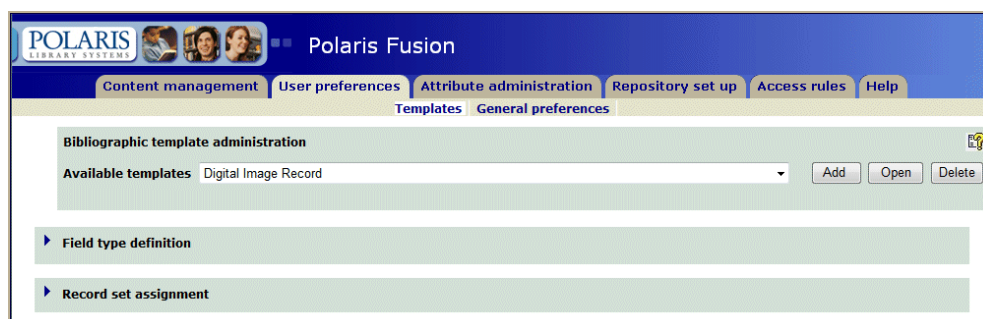 POLARIS
LIBRARY SYSTEMS
Polaris Fusion
Content management User preferences Attribute administration Repository set up Access rules Help
Templates General preferences
Bibliographic template administration
Available templates Digital Image Record Add Open Delete
Field type definition
Record set assignment